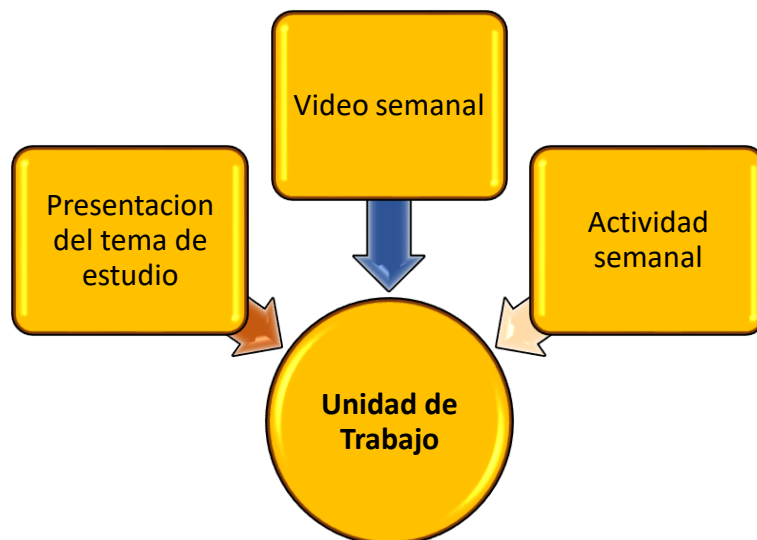 Video semanal
Presentacion
del tema de
estudio
Actividad
semanal
Unidad de
Trabajo